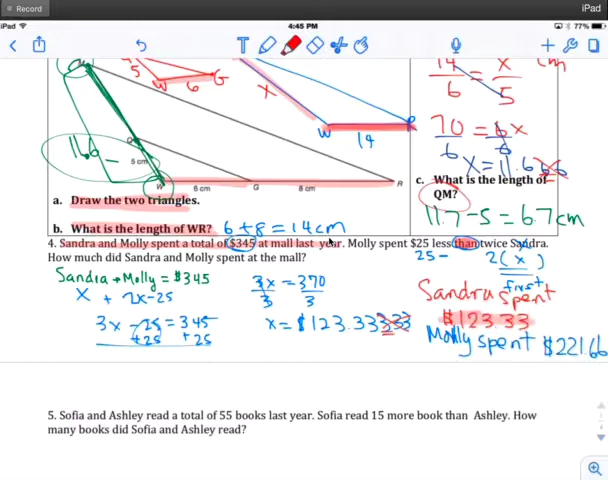 Record
iPad
iPad
4:45 PM
77%
T
5
W
6
G
X
W
14
P
14/6 = x/5 cm
70 = 6x
6 6
X = 11.666
5 cm
W
6 cm
G
8 cm
R
a. Draw the two triangles.
b. What is the length of WR? 6+8 = 14cm
c. What is the length of
QM?
11.7-5 = 6.7cm
4. Sandra and Molly spent a total of $345 at mall last year. Molly spent $25 less than twice Sandra.
How much did Sandra and Molly spent at the mall?
25 - 2(x)
first
Sandra + Molly = $345
x + 2x-25
3x - 25 = 345
+25 +25
3x = 370
3 3
x = $123.33333
Sandra spent
$123.33
Molly spent $221.66
5. Sofia and Ashley read a total of 55 books last year. Sofia read 15 more book than Ashley. How
many books did Sofia and Ashley read?